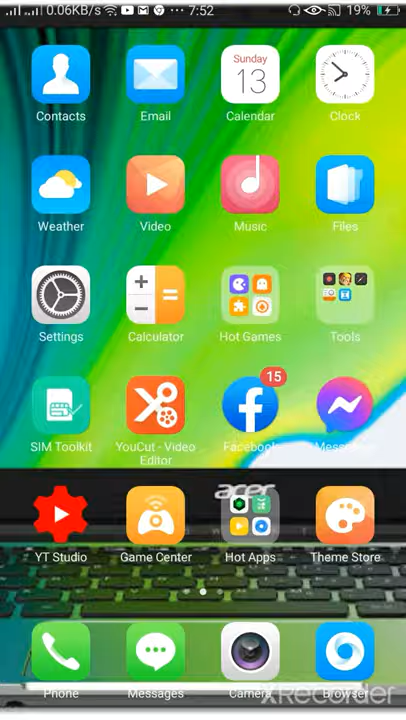 0.06KB/s ... 7:52 19%
Sunday
13
Contacts Email Calendar Clock
Weather Video Music Files
Settings Calculator Hot Games Tools
15
SIM Toolkit YouCut - Video Editor Facebook Messenger
acer
YT Studio Game Center Hot Apps Theme Store
Phone Messages Camera Browser
XRecorder